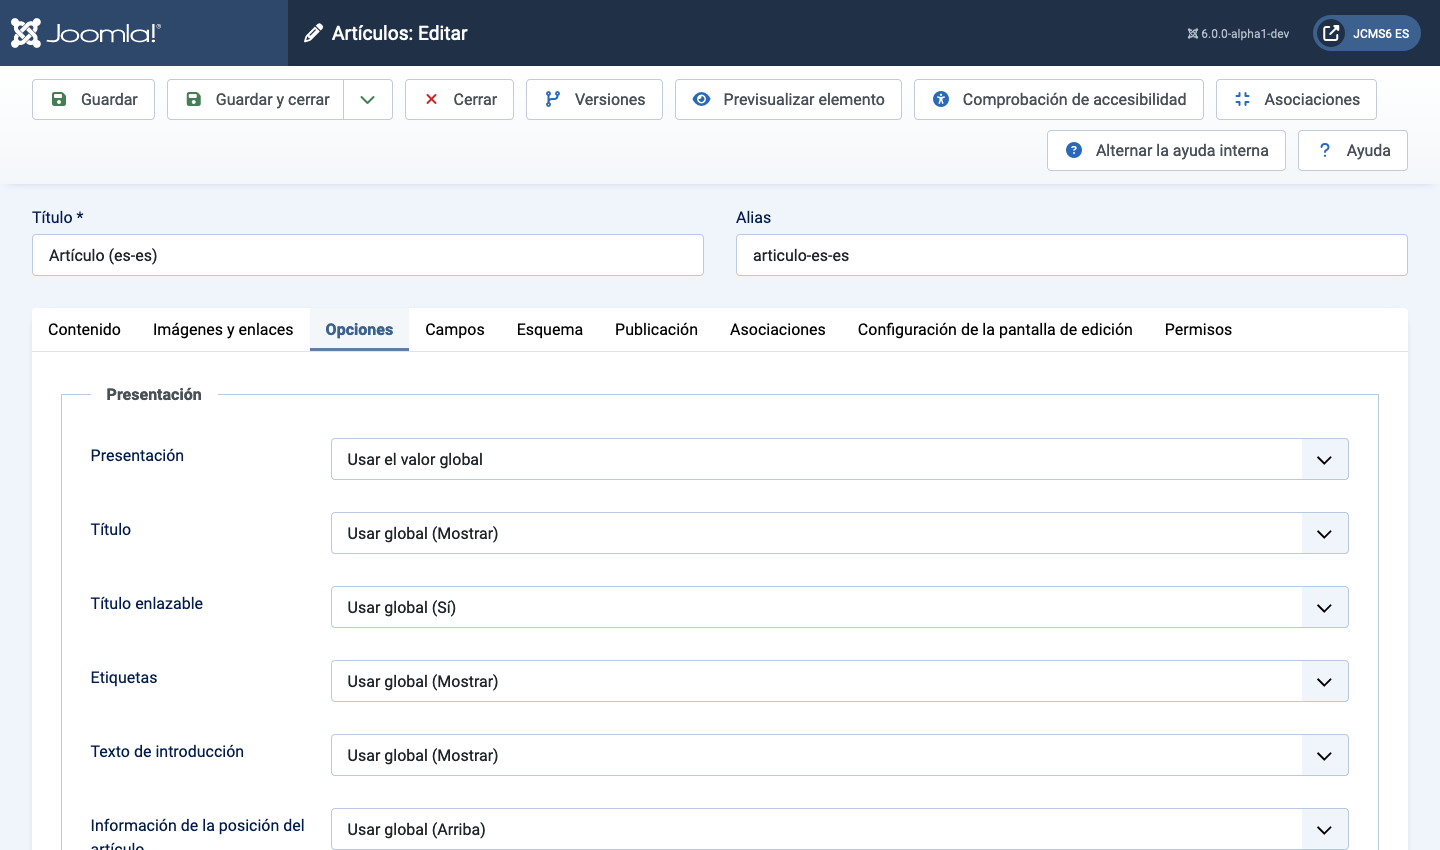 Joomla!®
Artículos: Editar
6.0.0-alpha1-dev
JCMS6 ES
Guardar
Guardar y cerrar
Cerrar
Versiones
Previsualizar elemento
Comprobación de accesibilidad
Asociaciones
Alternar la ayuda interna
? Ayuda
Título *
Alias
Artículo (es-es)
articulo-es-es
Contenido
Imágenes y enlaces
Opciones
Campos
Esquema
Publicación
Asociaciones
Configuración de la pantalla de edición
Permisos
Presentación
Presentación
Usar el valor global
Título
Usar global (Mostrar)
Título enlazable
Usar global (Sí)
Etiquetas
Usar global (Mostrar)
Texto de introducción
Usar global (Mostrar)
Información de la posición del
artículo
Usar global (Arriba)